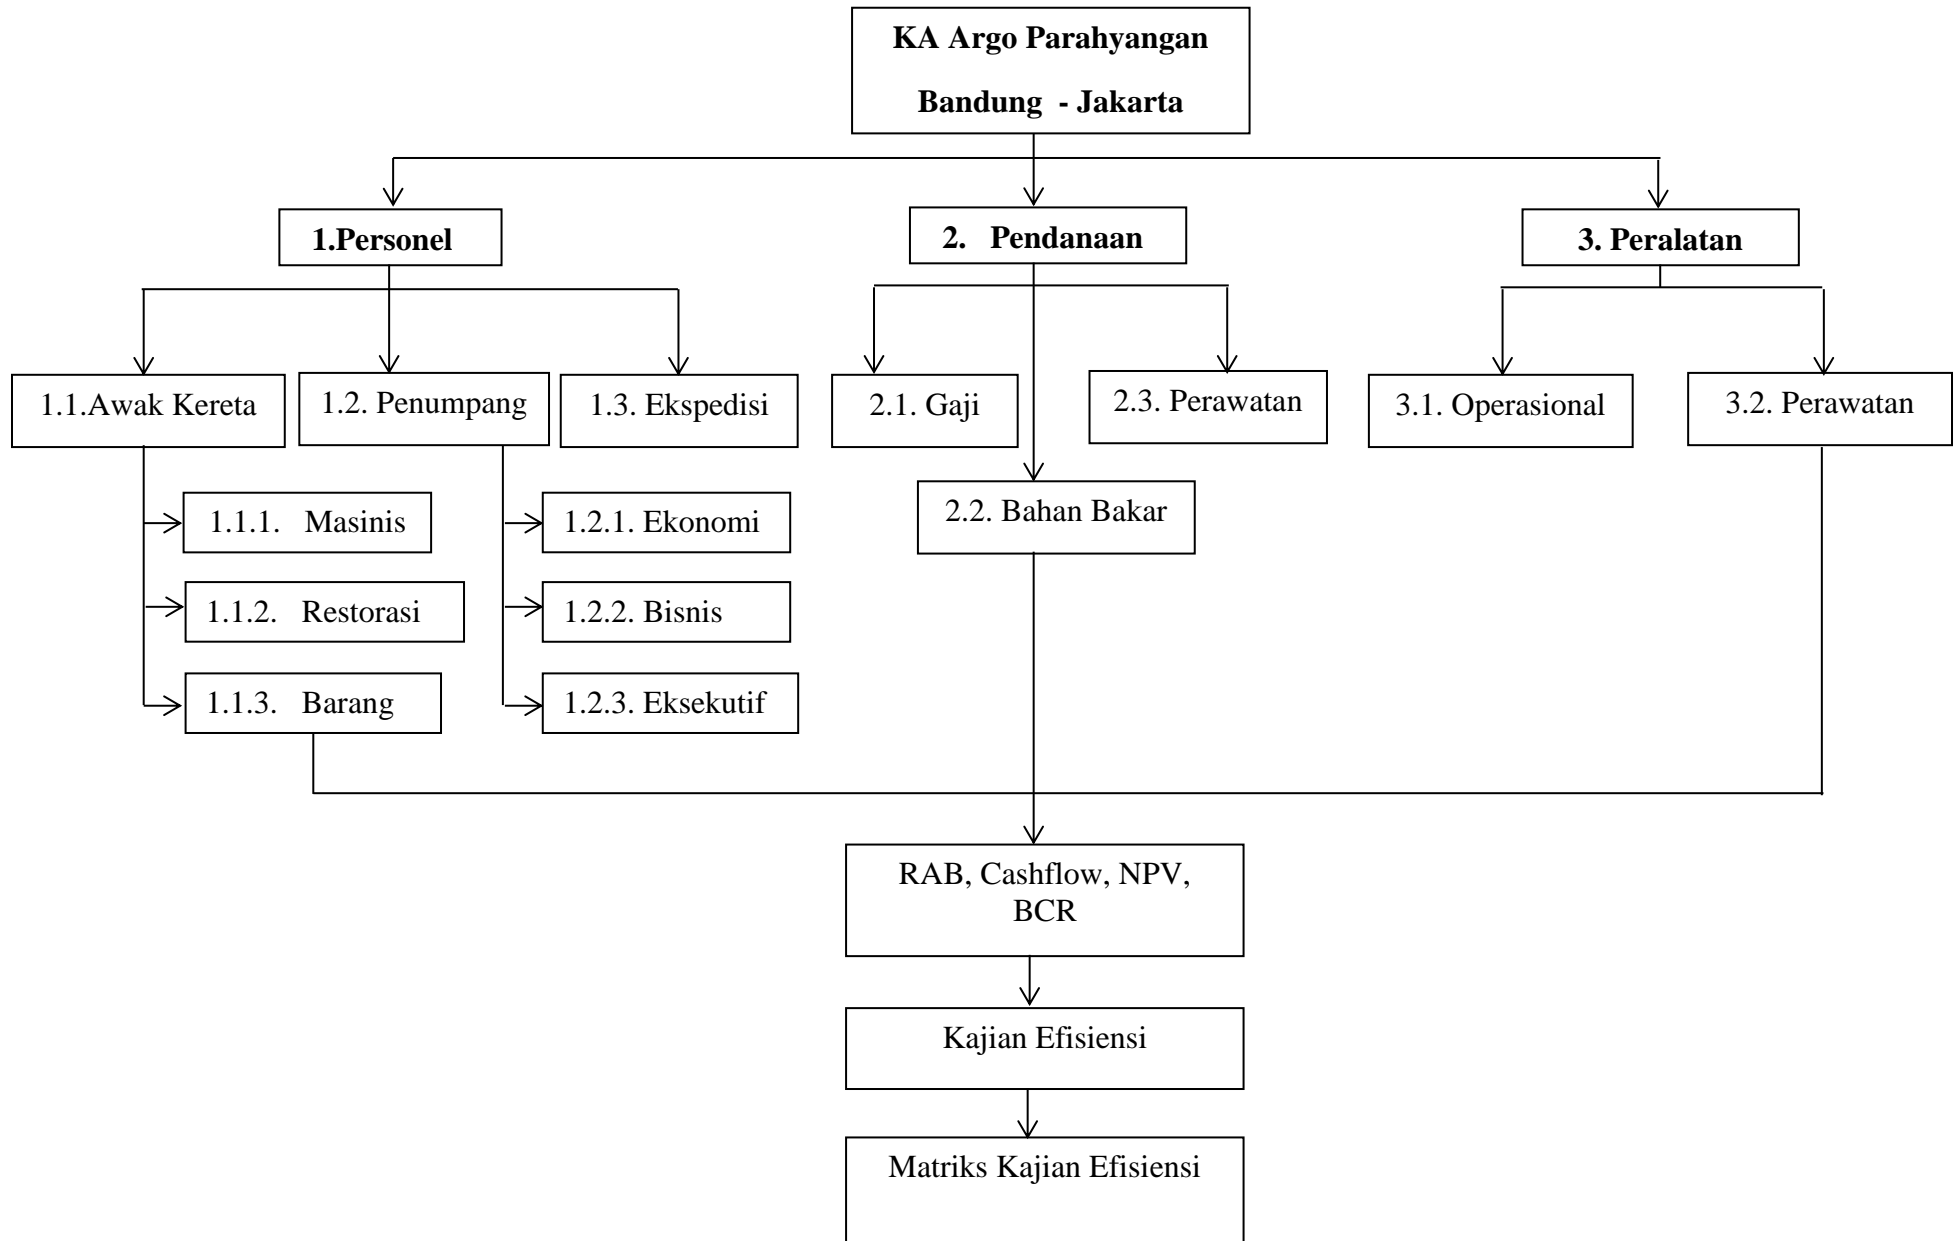 KA Argo Parahyangan
Bandung  - Jakarta
1.Personel
2.   Pendanaan
3. Peralatan
1.1.Awak Kereta
1.2. Penumpang
1.3. Ekspedisi
2.1. Gaji
2.3. Perawatan
3.1. Operasional
3.2. Perawatan
1.1.1.   Masinis
1.2.1. Ekonomi
2.2. Bahan Bakar
1.1.2.   Restorasi
1.2.2. Bisnis
1.1.3.   Barang
1.2.3. Eksekutif
RAB, Cashflow, NPV,
BCR
Kajian Efisiensi
Matriks Kajian Efisiensi